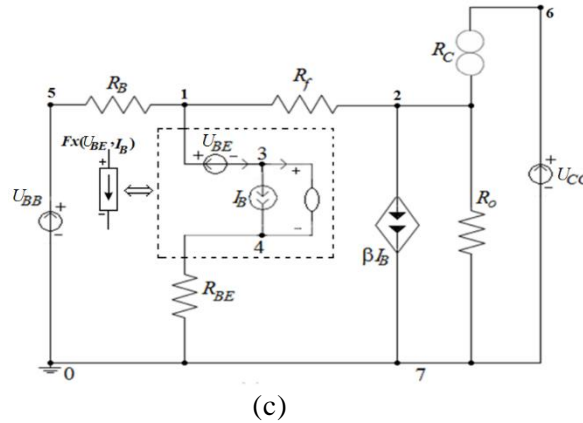 6
R_C
5
R_B
1
R_f
2
Fx(U_BE, I_B)
+
-
U_BE
+ -
3
+
I_B
-
4
U_BB
+
-
R_BE
βI_B
R_o
+
U_CC
-
0
7
(c)